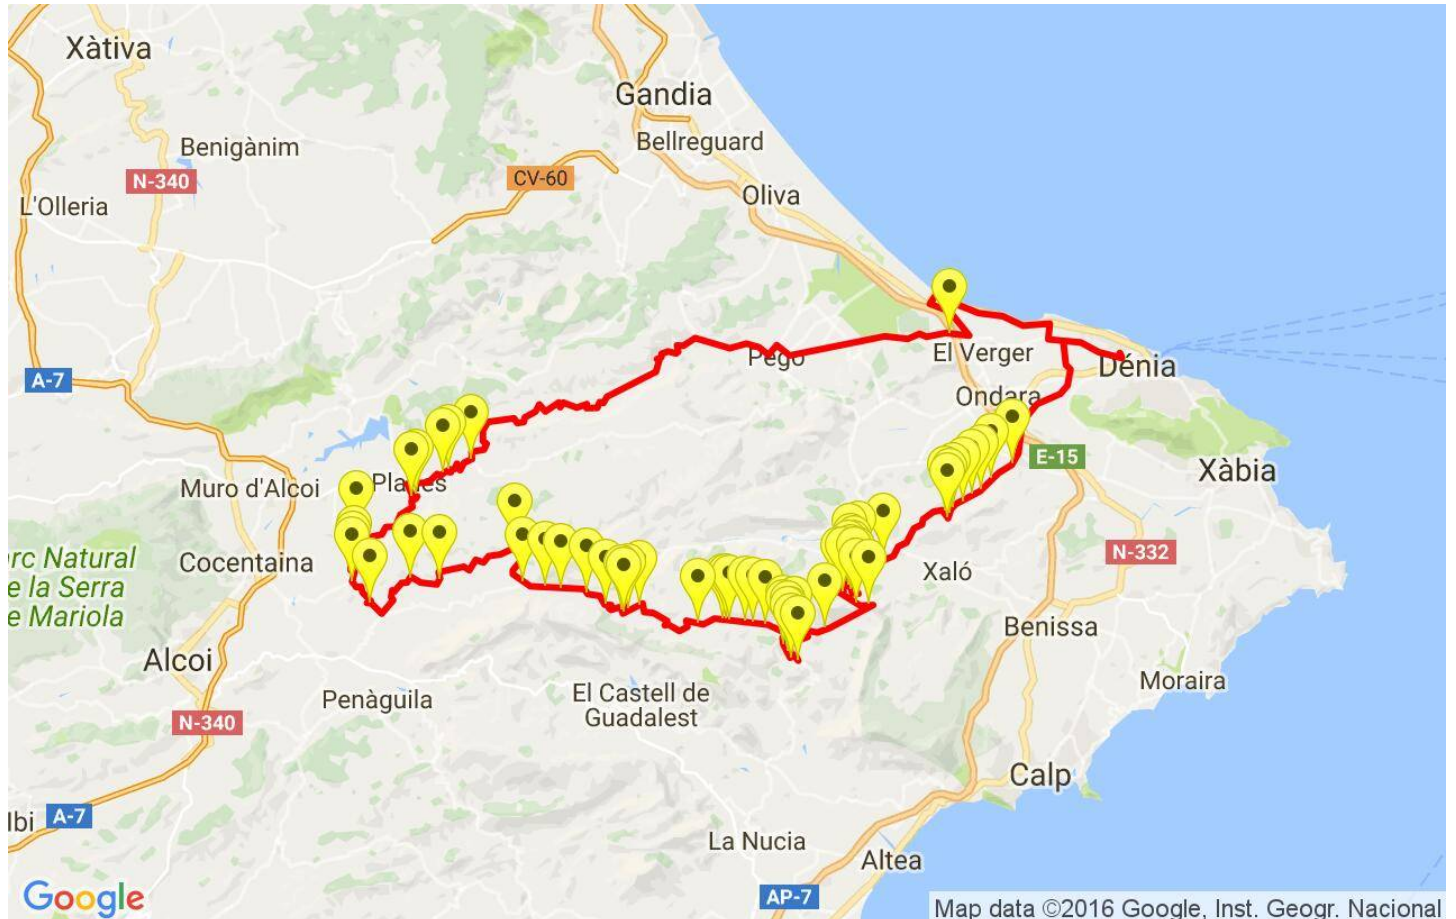 Xàtiva
Gandia
Bellreguard
Benigànim
N-340
CV-60
Oliva
L'Olleria
El Verger
Pego
Dénia
A-7
Ondara
E-15
Xàbia
Muro d'Alcoi
Planes
N-332
Cocentaina
Xaló
rc Natural
e la Serra
e Mariola
Benissa
Alcoi
Moraira
Penàguila
El Castell de
Guadalest
N-340
Calp
Ibi
A-7
La Nucia
Altea
AP-7
Google
Map data ©2016 Google, Inst. Geogr. Nacional